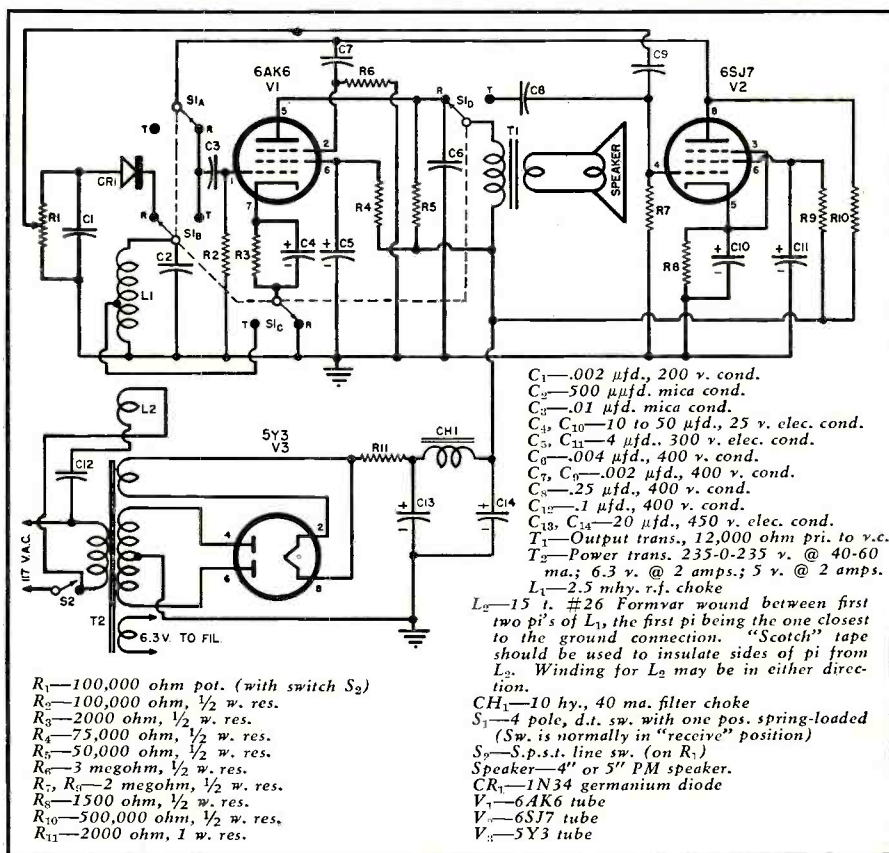 C7
R6
6AK6
V1
C9
6SJ7
V2
S1A
T
R
C3
5
2
1
6
7
R
S1D
T
C8
C6
T1
SPEAKER
8
3
4
6
5
CR1
R1
C1
R
T
S1B
C2
L1
R2
R3
C4
C5
R4
R5
R7
R8
C10
C11
R9
R10
+
-
+
-
+
-
+
-
T
S1C
R
L2
C12
5Y3
V3
R11
CH1
4
2
6
8
+
-
C13
+
-
C14
117 V.A.C.
S2
T2
6.3 V. TO FIL.
C1—.002 µfd., 200 v. cond.
C2—500 µµfd. mica cond.
C3—.01 µfd. mica cond.
C4, C10—10 to 50 µfd., 25 v. elec. cond.
C5, C11—4 µfd., 300 v. elec. cond.
C6—.004 µfd., 400 v. cond.
C7, C9—.002 µfd., 400 v. cond.
C8—.25 µfd., 400 v. cond.
C12—.1 µfd., 400 v. cond.
C13, C14—20 µfd., 450 v. elec. cond.
T1—Output trans., 12,000 ohm pri. to v.c.
T2—Power trans. 235-0-235 v. @ 40-60
ma.; 6.3 v. @ 2 amps.; 5 v. @ 2 amps.
L1—2.5 mhy. r.f. choke
L2—15 t. #26 Formvar wound between first
two pi's of L1, the first pi being the one closest
to the ground connection. "Scotch" tape
should be used to insulate sides of pi from
L2. Winding for L2 may be in either direc-
tion.
CH1—10 hy., 40 ma. filter choke
S1—4 pole, d.t. sw. with one pos. spring-loaded
(Sw. is normally in "receive" position)
S2—S.p.s.t. line sw. (on R1)
Speaker—4" or 5" PM speaker.
CR1—1N34 germanium diode
V1—6AK6 tube
V2—6SJ7 tube
V3—5Y3 tube
R1—100,000 ohm pot. (with switch S2)
R2—100,000 ohm, 1/2 w. res.
R3—2000 ohm, 1/2 w. res.
R4—75,000 ohm, 1/2 w. res.
R5—50,000 ohm, 1/2 w. res.
R6—3 megohm, 1/2 w. res.
R7, R9—2 megohm, 1/2 w. res.
R8—1500 ohm, 1/2 w. res.
R10—500,000 ohm, 1/2 w. res.
R11—2000 ohm, 1 w. res.